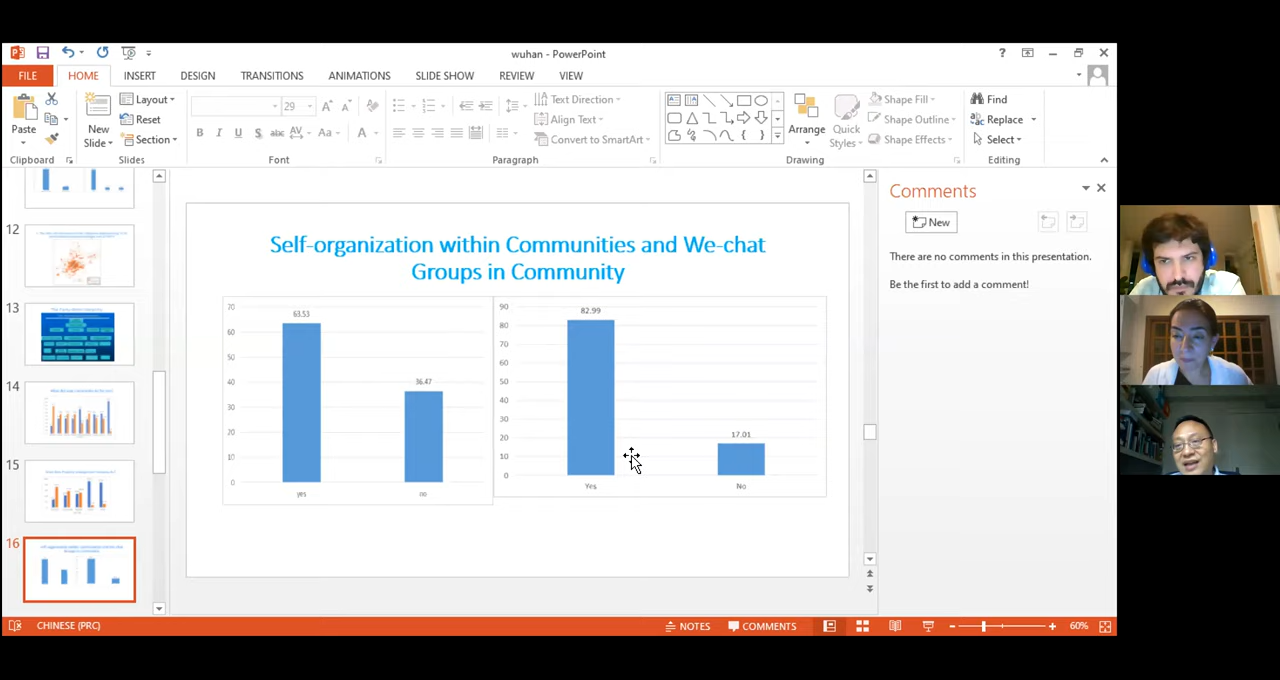 wuhan - PowerPoint
FILE
HOME
INSERT
DESIGN
TRANSITIONS
ANIMATIONS
SLIDE SHOW
REVIEW
VIEW
Paste
Clipboard
New
Slide
Layout
Reset
Section
Slides
29
B I U S abc AV Aa A
Font
Text Direction
Align Text
Convert to SmartArt
Paragraph
Arrange
Quick
Styles
Shape Fill
Shape Outline
Shape Effects
Drawing
Find
Replace
Select
Editing
12
13
14
15
16
Self-organization within Communities and We-chat
Groups in Community
70
60
50
40
30
20
10
0
63.53
36.47
yes
no
90
80
70
60
50
40
30
20
10
0
82.99
17.01
Yes
No
Comments
New
There are no comments in this presentation.
Be the first to add a comment!
CHINESE (PRC)
NOTES
COMMENTS
60%